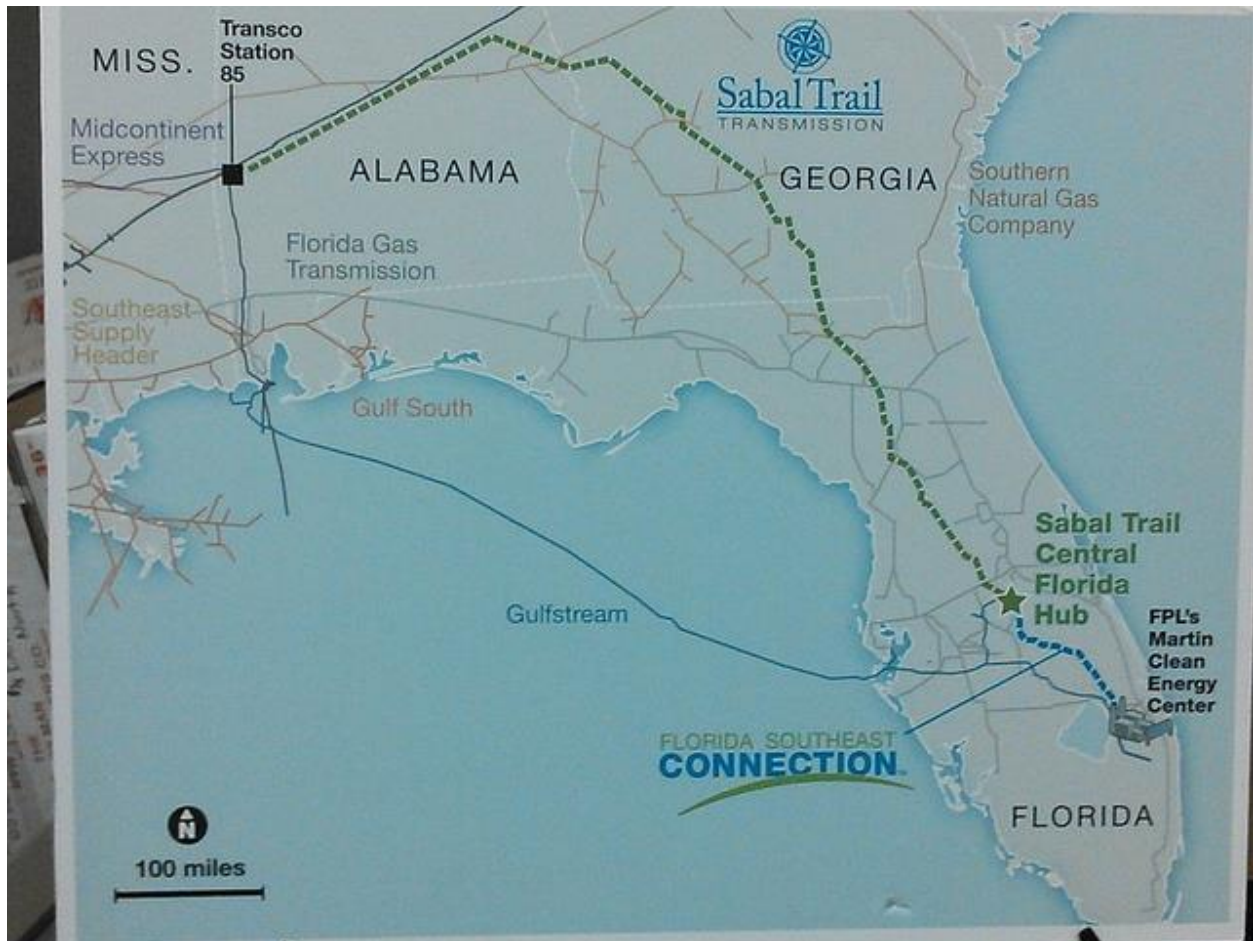 MISS.
Transco
Station
85
Sabal Trail
TRANSMISSION
Midcontinent
Express
ALABAMA
GEORGIA
Southern
Natural Gas
Company
Florida Gas
Transmission
Southeast
Supply
Header
Gulf South
Sabal Trail
Central
Florida
Hub
Gulfstream
FPL's
Martin
Clean
Energy
Center
FLORIDA SOUTHEAST
CONNECTION
FLORIDA
N
100 miles